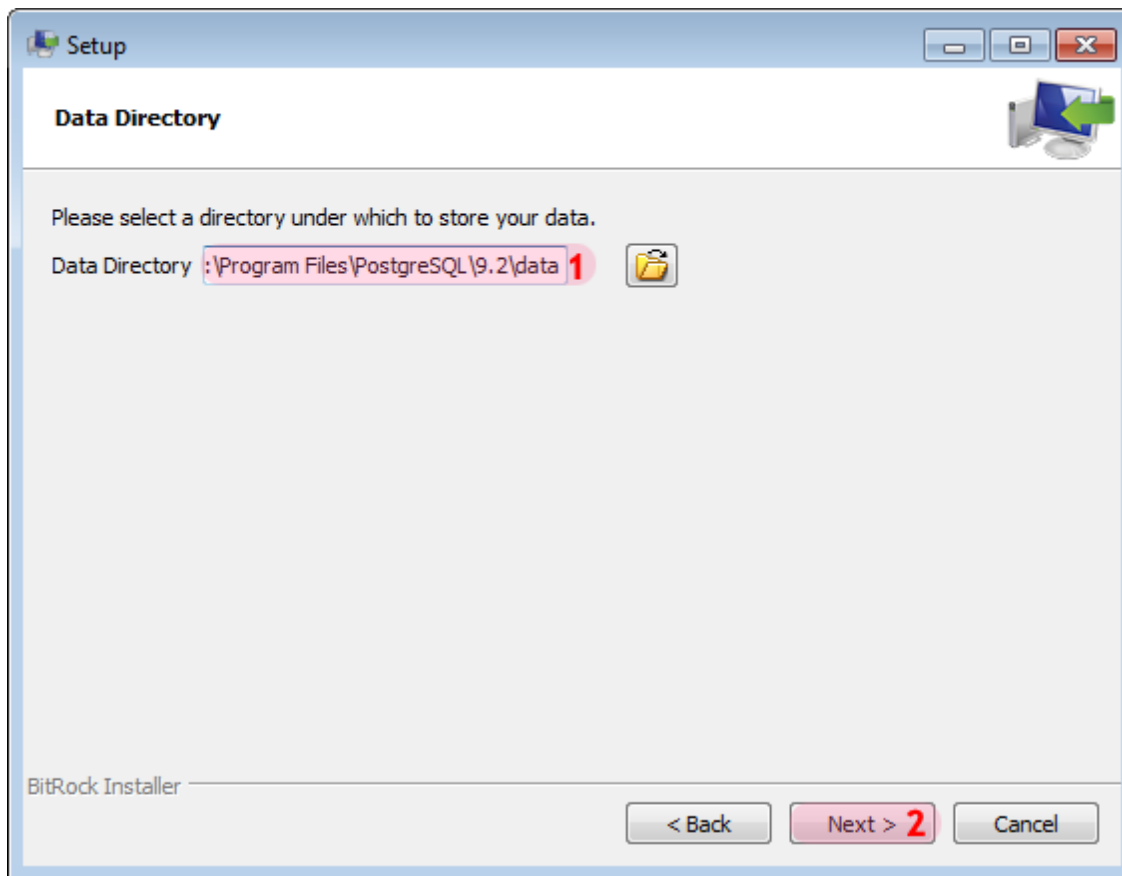 Setup
Data Directory
Please select a directory under which to store your data.
Data Directory :\Program Files\PostgreSQL\9.2\data 1
BitRock Installer
< Back Next > 2 Cancel